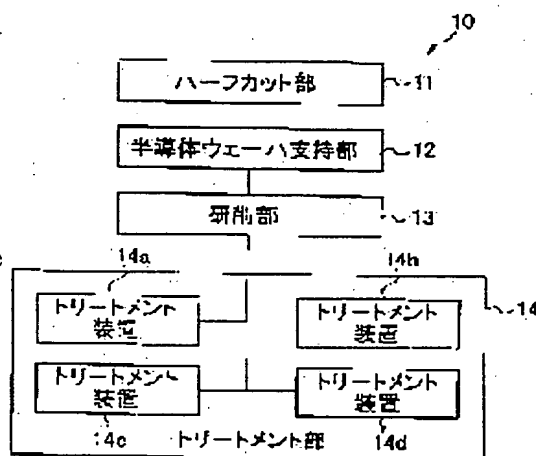 10
ハーフカット部
11
半導体ウェーハ支持部
12
研削部
13
14a
14b
トリートメント
装置
トリートメント
装置
14
トリートメント
装置
トリートメント
装置
14c
トリートメント部
14d